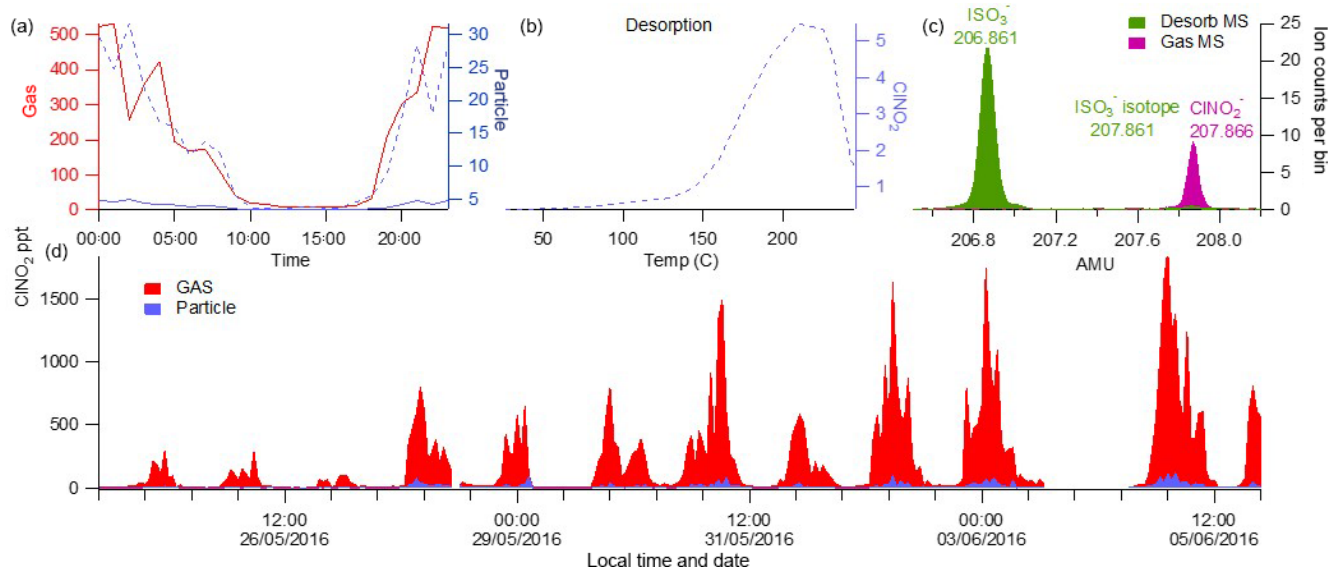 (a)
500
400
300
200
100
0
Gas
30
25
20
15
10
5
Particle
00:00 05:00 10:00 15:00 20:00
Time
(b) Desorption
5
4
3
2
1
ClNO2
50 100 150 200
Temp (C)
(c)
ISO3-
206.861
Desorb MS
Gas MS
ISO3- isotope
207.861
ClNO2-
207.866
25
20
15
10
5
0
Ion counts per bin
206.8 207.2 207.6 208.0
AMU
(d)
ClNO2 ppt
GAS
Particle
1500
1000
500
0
12:00 00:00 12:00 00:00 12:00
26/05/2016 29/05/2016 31/05/2016 03/06/2016 05/06/2016
Local time and date